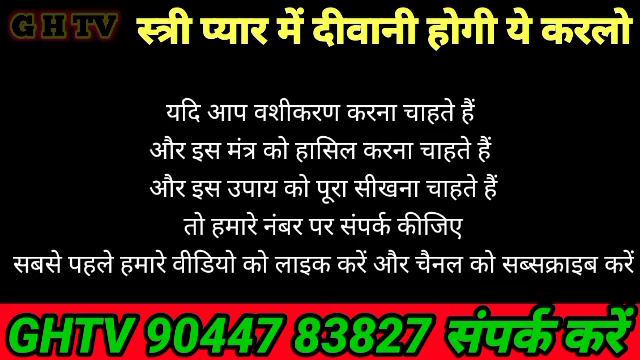 GHTV
स्त्री प्यार में दीवानी होगी ये करलो
यदि आप वशीकरण करना चाहते हैं
और इस मंत्र को हासिल करना चाहते हैं
और इस उपाय को पूरा सीखना चाहते हैं
तो हमारे नंबर पर संपर्क कीजिए
सबसे पहले हमारे वीडियो को लाइक करें और चैनल को सब्सक्राइब करें
GHTV 90447 83827 संपर्क करें